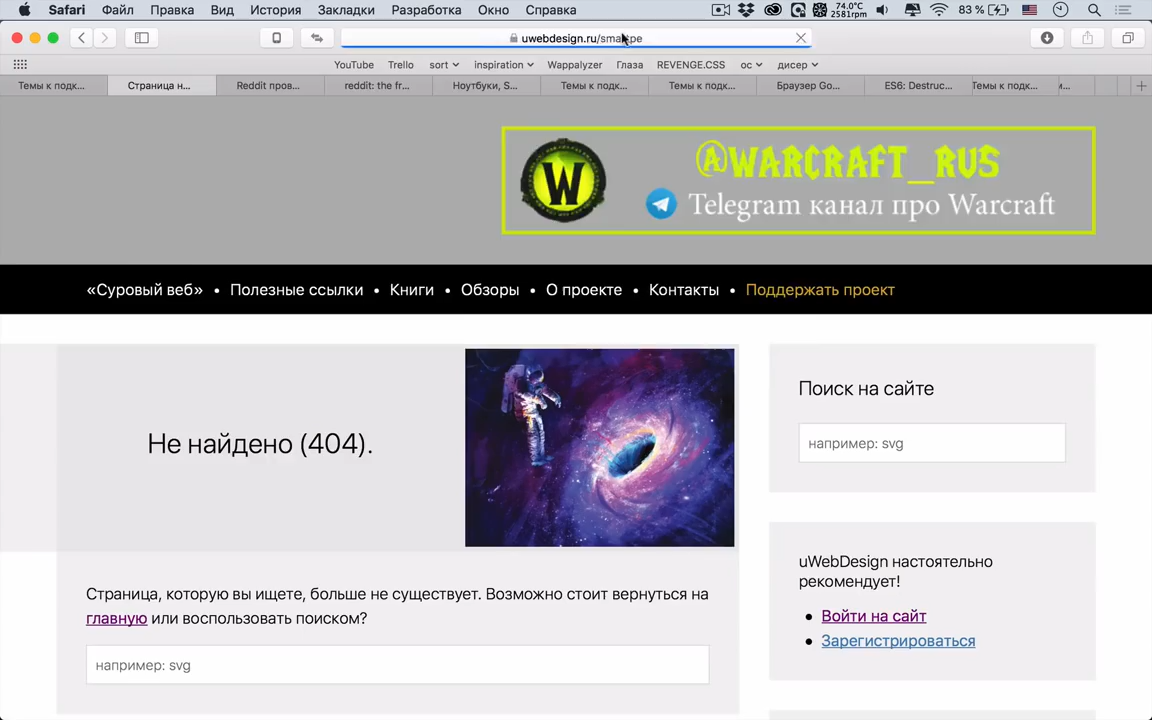 Safari Файл Правка Вид История Закладки Разработка Окно Справка 74.0°C 2581rpm 83 %
uwebdesign.ru/sma
YouTube Trello sort inspiration Wappalyzer Глаза REVENGE.CSS ос дисер
Темы к подк... Страница н... Reddit пров... reddit: the fr... Ноутбуки, S... Темы к подк... Темы к подк... Браузер Go... ES6: Destruc... Темы к подк...
@WARCRAFT_RUS
W
Telegram канал про Warcraft
«Суровый веб» • Полезные ссылки • Книги • Обзоры • О проекте • Контакты • Поддержать проект
Не найдено (404).
Поиск на сайте
например: svg
Страница, которую вы ищете, больше не существует. Возможно стоит вернуться на
главную или воспользовать поиском?
например: svg
uWebDesign настоятельно
рекомендует!
• Войти на сайт
• Зарегистрироваться